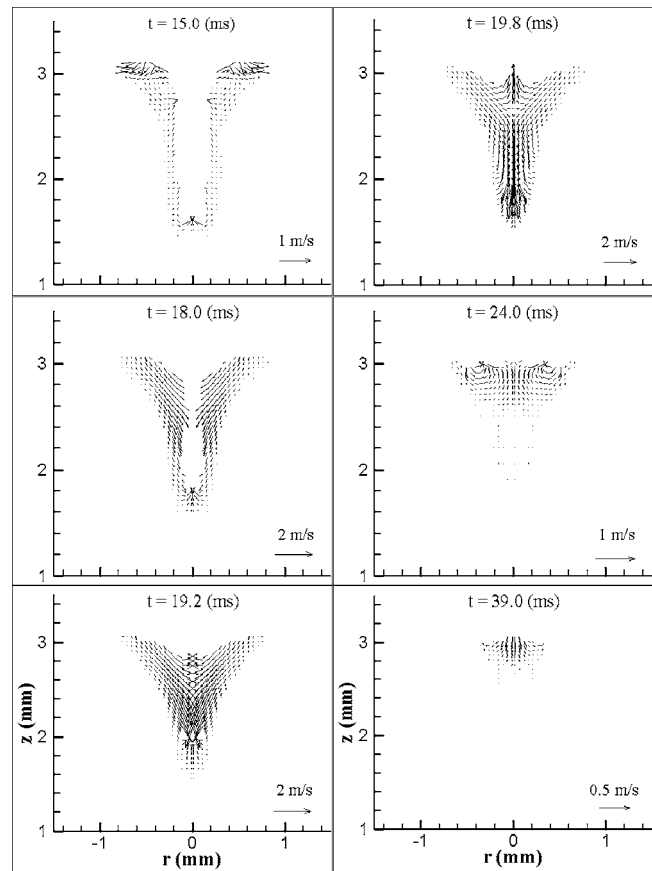 t = 15.0 (ms)
3
2
1
1 m/s
t = 19.8 (ms)
3
2
1
2 m/s
t = 18.0 (ms)
3
2
1
2 m/s
t = 24.0 (ms)
3
2
1
1 m/s
t = 19.2 (ms)
3
2
1
z (mm)
2 m/s
-1
0
1
r (mm)
t = 39.0 (ms)
3
2
1
z (mm)
0.5 m/s
-1
0
1
r (mm)